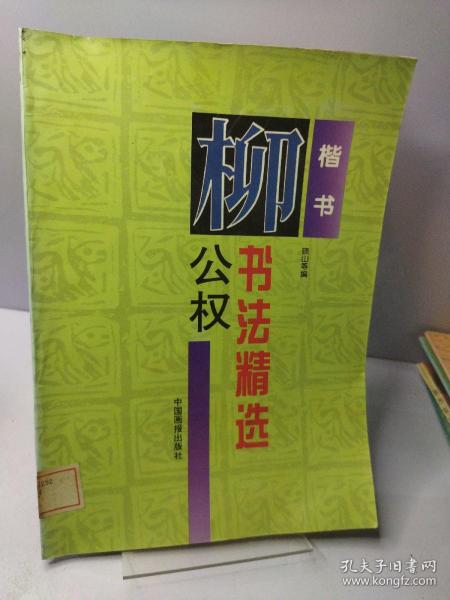 楷书
柳
公权
书法精选
中国画报出版社
孔夫子旧书网
www.kongfz.com